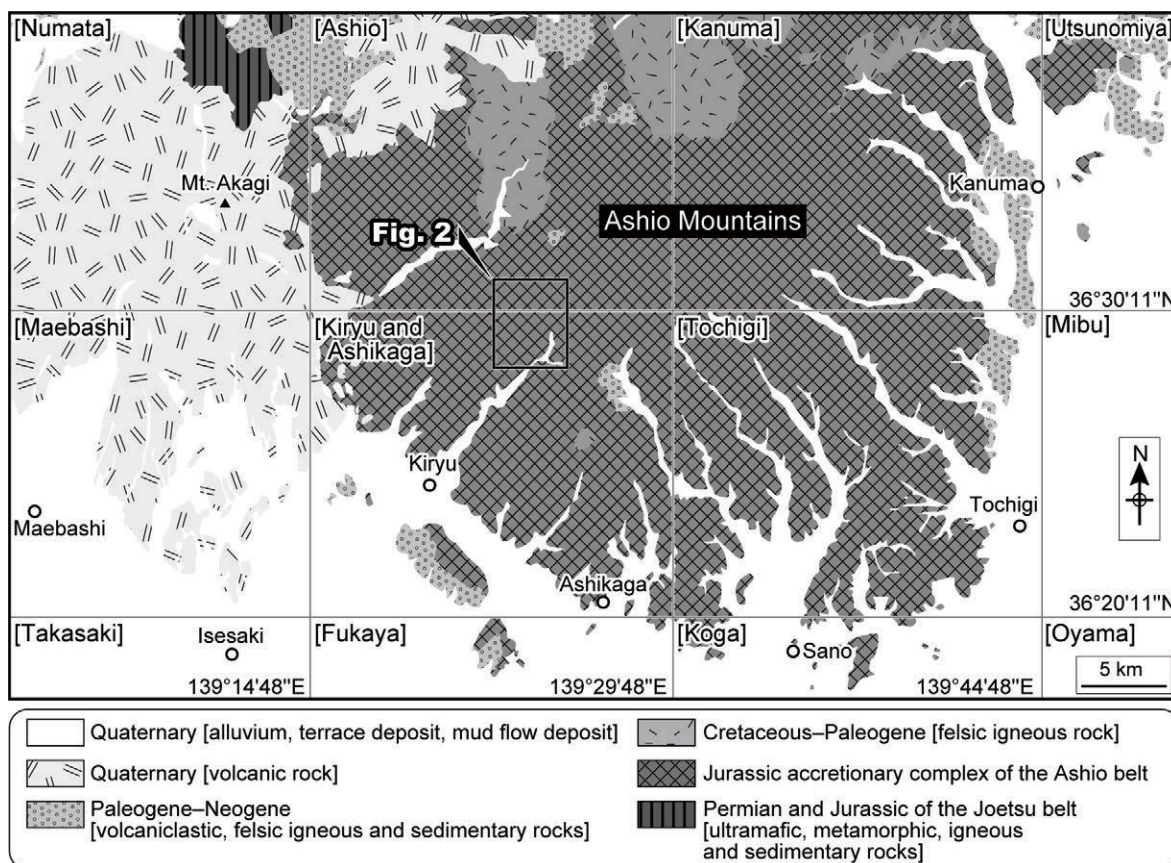 [Numata]
[Ashio]
[Kanuma]
[Utsunomiya]
Mt. Akagi
Kanuma
Ashio Mountains
Fig. 2
36°30'11"N
[Maebashi]
[Kiryu and
Ashikaga]
[Tochigi]
[Mibu]
N
Kiryu
Tochigi
Maebashi
Ashikaga
36°20'11"N
[Takasaki]
Isesaki
[Fukaya]
[Koga]
Sano
[Oyama]
5 km
139°14'48"E
139°29'48"E
139°44'48"E
Quaternary [alluvium, terrace deposit, mud flow deposit]
Quaternary [volcanic rock]
Paleogene–Neogene
[volcaniclastic, felsic igneous and sedimentary rocks]
Cretaceous–Paleogene [felsic igneous rock]
Jurassic accretionary complex of the Ashio belt
Permian and Jurassic of the Joetsu belt
[ultramafic, metamorphic, igneous
and sedimentary rocks]